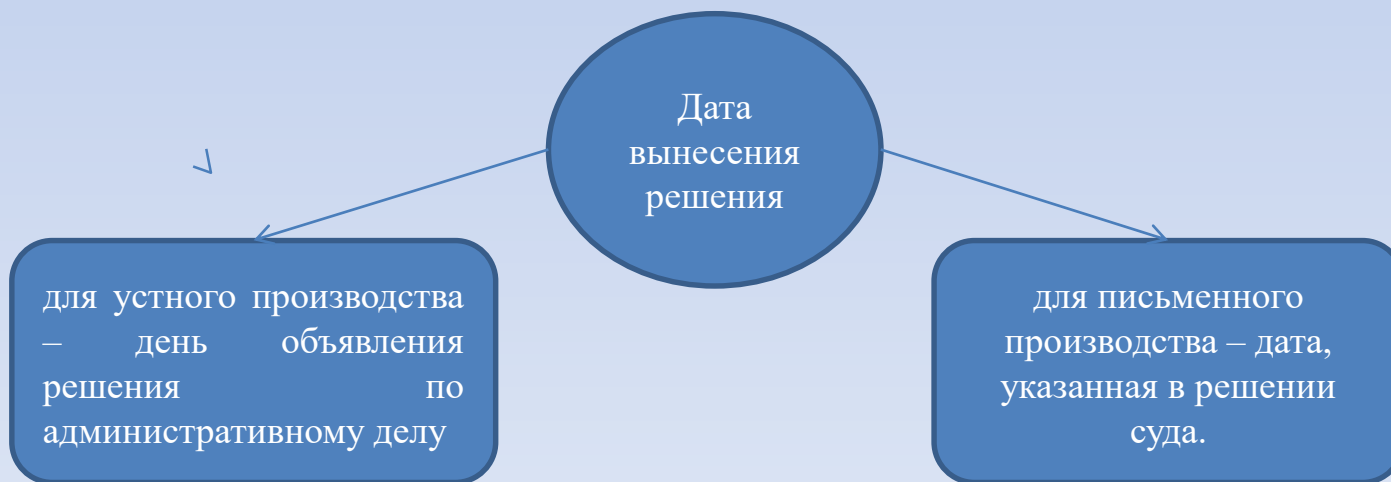 Дата
вынесения
решения
для устного производства
– день объявления
решения по
административному делу
для письменного
производства – дата,
указанная в решении
суда.